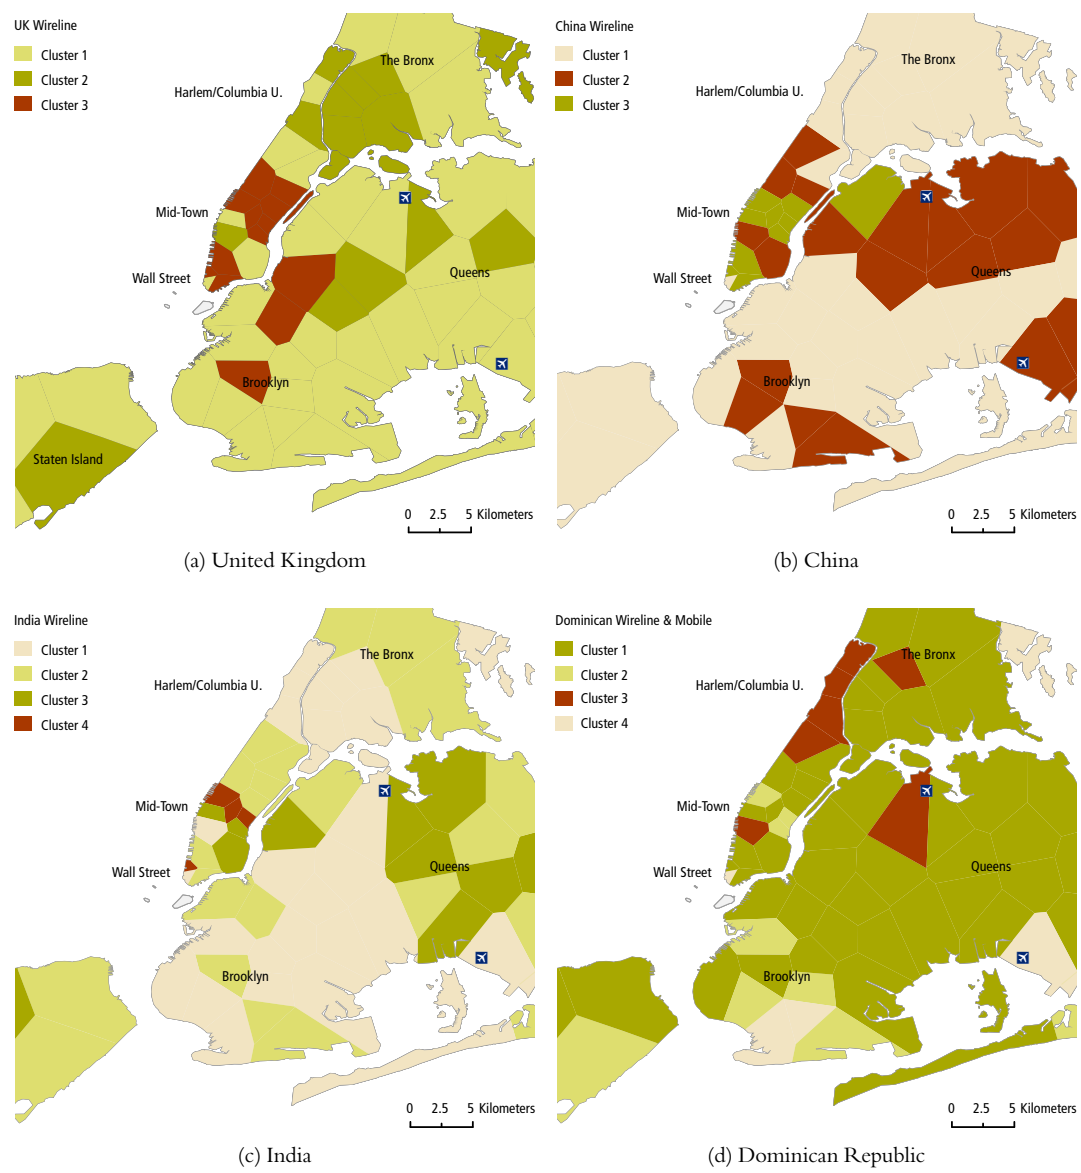 UK Wireline
Cluster 1
Cluster 2
Cluster 3
The Bronx
Harlem/Columbia U.
Mid-Town
Wall Street
Queens
Brooklyn
Staten Island
0 2.5 5 Kilometers
(a) United Kingdom
China Wireline
Cluster 1
Cluster 2
Cluster 3
The Bronx
Harlem/Columbia U.
Mid-Town
Wall Street
Queens
Brooklyn
0 2.5 5 Kilometers
(b) China
India Wireline
Cluster 1
Cluster 2
Cluster 3
Cluster 4
The Bronx
Harlem/Columbia U.
Mid-Town
Wall Street
Queens
Brooklyn
0 2.5 5 Kilometers
(c) India
Dominican Wireline & Mobile
Cluster 1
Cluster 2
Cluster 3
Cluster 4
The Bronx
Harlem/Columbia U.
Mid-Town
Wall Street
Queens
Brooklyn
0 2.5 5 Kilometers
(d) Dominican Republic